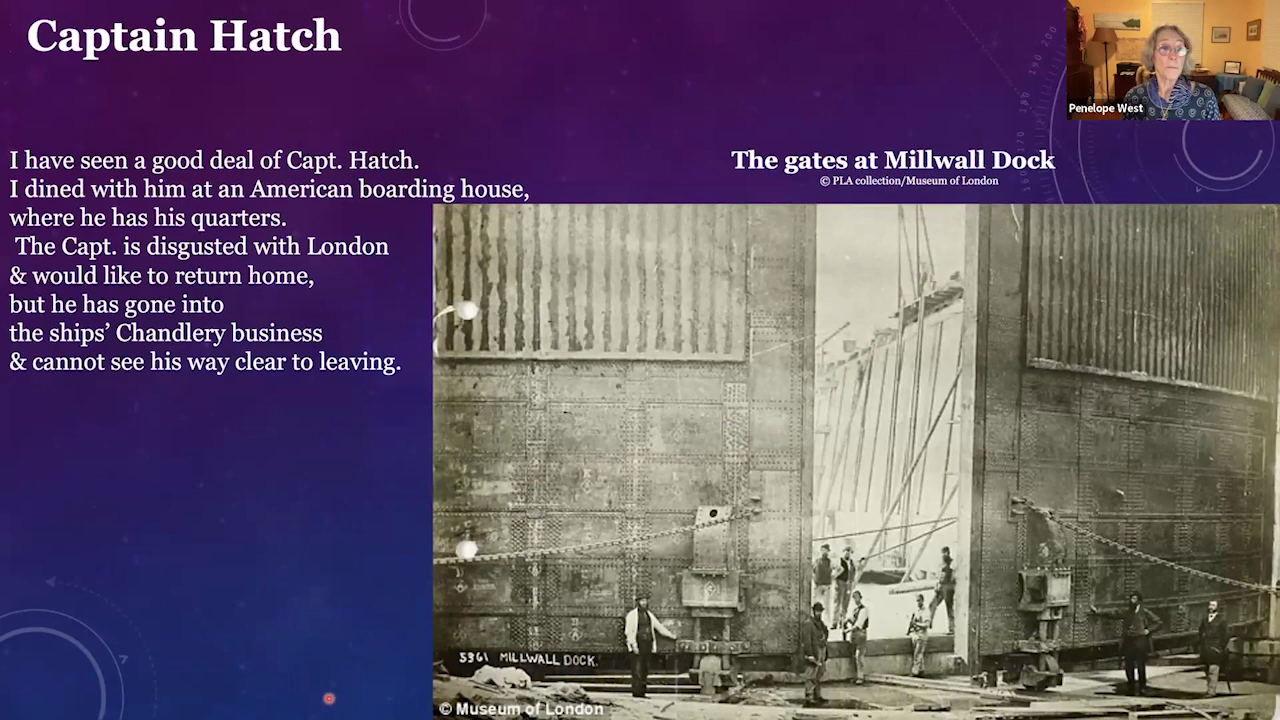 Captain Hatch
Penelope West
I have seen a good deal of Capt. Hatch.
I dined with him at an American boarding house,
where he has his quarters.
The Capt. is disgusted with London
& would like to return home,
but he has gone into
the ships’ Chandlery business
& cannot see his way clear to leaving.
The gates at Millwall Dock
© PLA collection/Museum of London
5361 MILLWALL DOCK.
© Museum of London